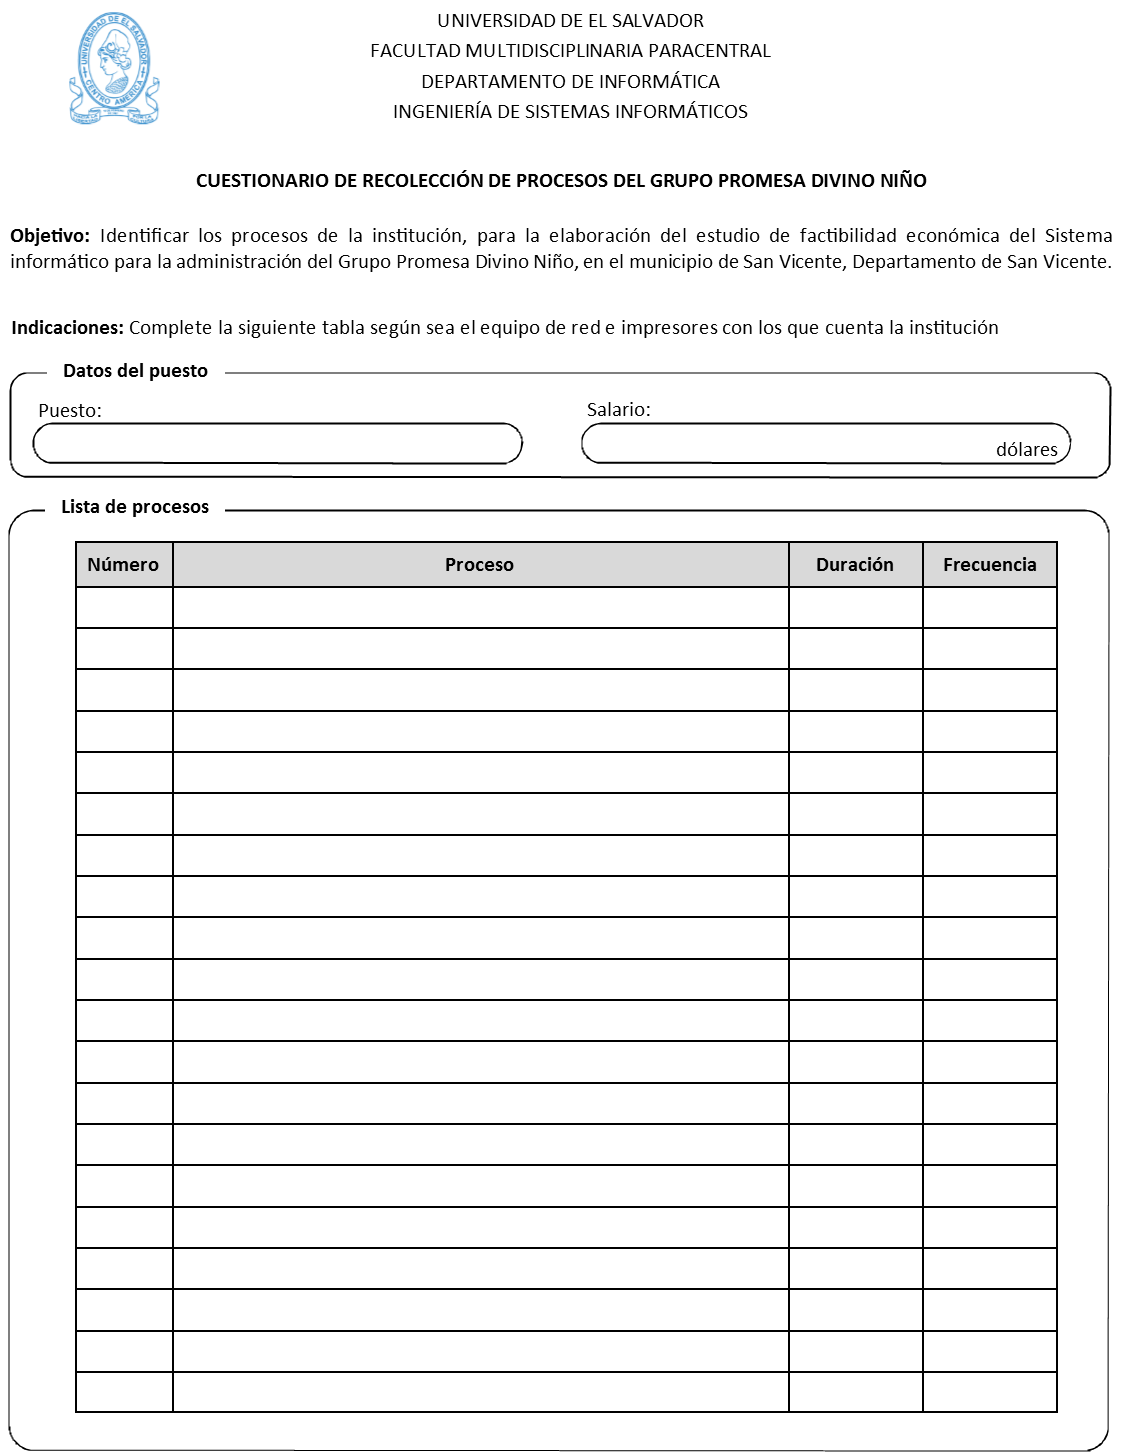 UNIVERSIDAD DE EL SALVADOR
CENTRO AMÉRICA
UNIVERSIDAD DE EL SALVADOR
FACULTAD MULTIDISCIPLINARIA PARACENTRAL
DEPARTAMENTO DE INFORMÁTICA
INGENIERÍA DE SISTEMAS INFORMÁTICOS
CUESTIONARIO DE RECOLECCIÓN DE PROCESOS DEL GRUPO PROMESA DIVINO NIÑO
Objetivo: Identificar los procesos de la institución, para la elaboración del estudio de factibilidad económica del Sistema
informático para la administración del Grupo Promesa Divino Niño, en el municipio de San Vicente, Departamento de San Vicente.
Indicaciones: Complete la siguiente tabla según sea el equipo de red e impresores con los que cuenta la institución
Datos del puesto
Puesto: Salario:
dólares
Lista de procesos
Número Proceso Duración Frecuencia